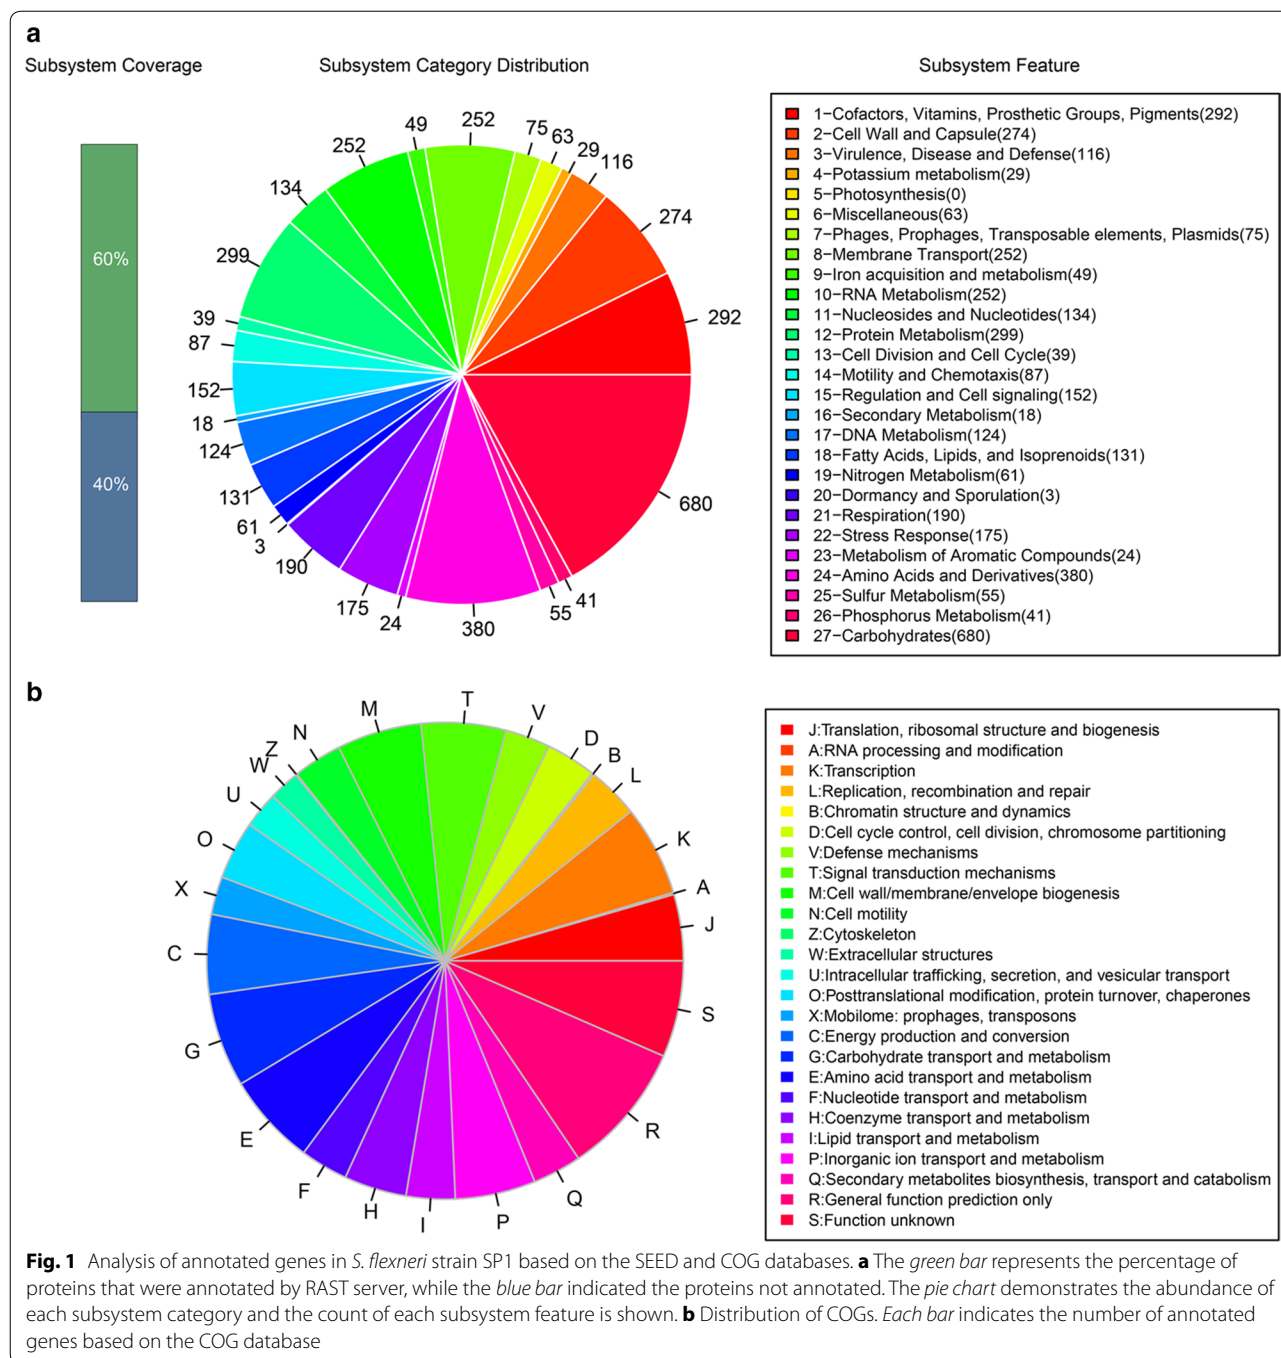 a
Subsystem Coverage
Subsystem Category Distribution
Subsystem Feature
60%
40%
49
252
75
63
29
116
274
292
680
41
55
380
24
175
190
3
61
131
124
18
152
87
39
299
134
252
1−Cofactors, Vitamins, Prosthetic Groups, Pigments(292)
2−Cell Wall and Capsule(274)
3−Virulence, Disease and Defense(116)
4−Potassium metabolism(29)
5−Photosynthesis(0)
6−Miscellaneous(63)
7−Phages, Prophages, Transposable elements, Plasmids(75)
8−Membrane Transport(252)
9−Iron acquisition and metabolism(49)
10−RNA Metabolism(252)
11−Nucleosides and Nucleotides(134)
12−Protein Metabolism(299)
13−Cell Division and Cell Cycle(39)
14−Motility and Chemotaxis(87)
15−Regulation and Cell signaling(152)
16−Secondary Metabolism(18)
17−DNA Metabolism(124)
18−Fatty Acids, Lipids, and Isoprenoids(131)
19−Nitrogen Metabolism(61)
20−Dormancy and Sporulation(3)
21−Respiration(190)
22−Stress Response(175)
23−Metabolism of Aromatic Compounds(24)
24−Amino Acids and Derivatives(380)
25−Sulfur Metabolism(55)
26−Phosphorus Metabolism(41)
27−Carbohydrates(680)
b
T
V
D
B
L
K
A
J
S
R
Q
P
I
H
F
E
G
C
X
O
U
W
Z
N
M
J:Translation, ribosomal structure and biogenesis
A:RNA processing and modification
K:Transcription
L:Replication, recombination and repair
B:Chromatin structure and dynamics
D:Cell cycle control, cell division, chromosome partitioning
V:Defense mechanisms
T:Signal transduction mechanisms
M:Cell wall/membrane/envelope biogenesis
N:Cell motility
Z:Cytoskeleton
W:Extracellular structures
U:Intracellular trafficking, secretion, and vesicular transport
O:Posttranslational modification, protein turnover, chaperones
X:Mobilome: prophages, transposons
C:Energy production and conversion
G:Carbohydrate transport and metabolism
E:Amino acid transport and metabolism
F:Nucleotide transport and metabolism
H:Coenzyme transport and metabolism
I:Lipid transport and metabolism
P:Inorganic ion transport and metabolism
Q:Secondary metabolites biosynthesis, transport and catabolism
R:General function prediction only
S:Function unknown
Fig. 1 Analysis of annotated genes in S. flexneri strain SP1 based on the SEED and COG databases. a The green bar represents the percentage of
proteins that were annotated by RAST server, while the blue bar indicated the proteins not annotated. The pie chart demonstrates the abundance of
each subsystem category and the count of each subsystem feature is shown. b Distribution of COGs. Each bar indicates the number of annotated
genes based on the COG database